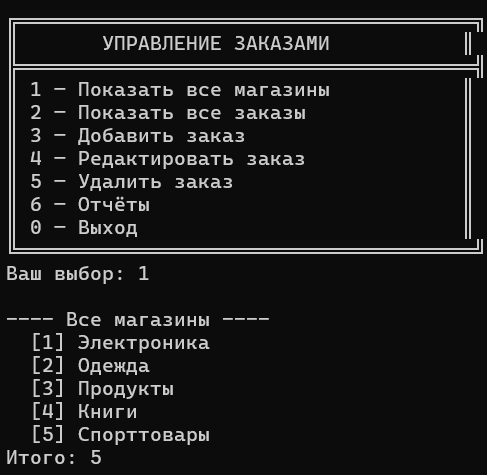 УПРАВЛЕНИЕ ЗАКАЗАМИ
1 — Показать все магазины
2 — Показать все заказы
3 — Добавить заказ
4 — Редактировать заказ
5 — Удалить заказ
6 — Отчёты
0 — Выход
Ваш выбор: 1
---- Все магазины ----
[1] Электроника
[2] Одежда
[3] Продукты
[4] Книги
[5] Спорттовары
Итого: 5